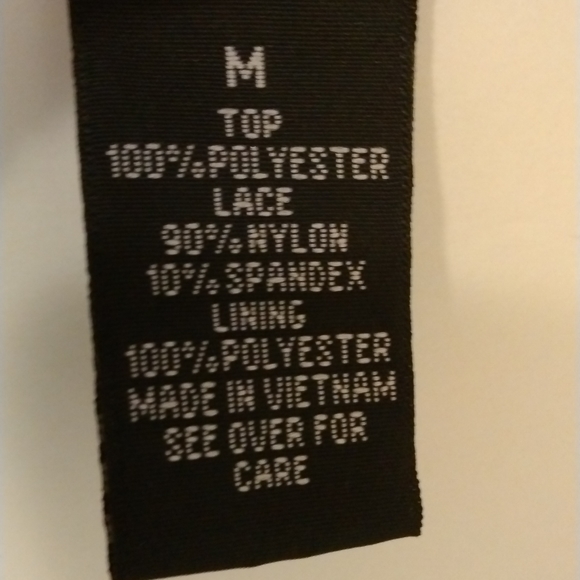 M
TOP
100%POLYESTER
LACE
90%NYLON
10%SPANDEX
LINING
100%POLYESTER
MADE IN VIETNAM
SEE OVER FOR
CARE